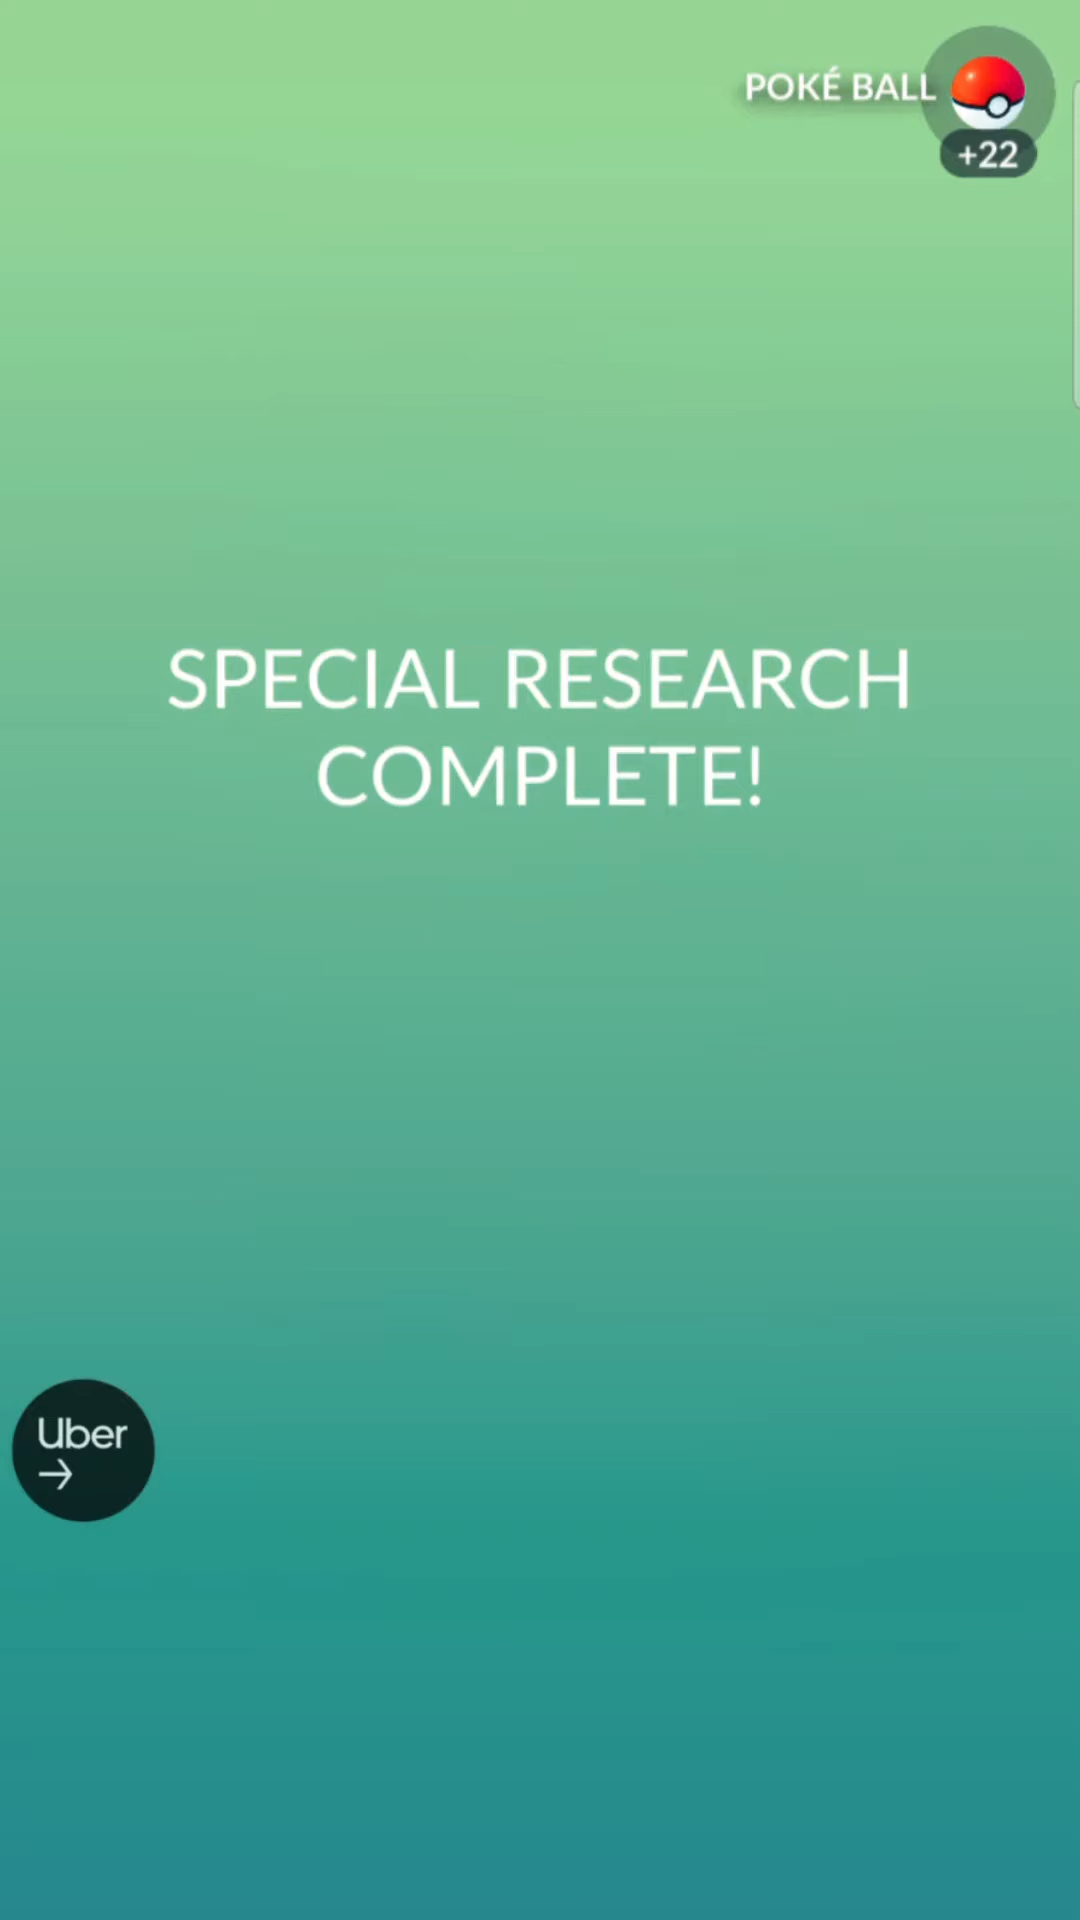 POKÉ BALL
+22
SPECIAL RESEARCH
COMPLETE!
Uber
→